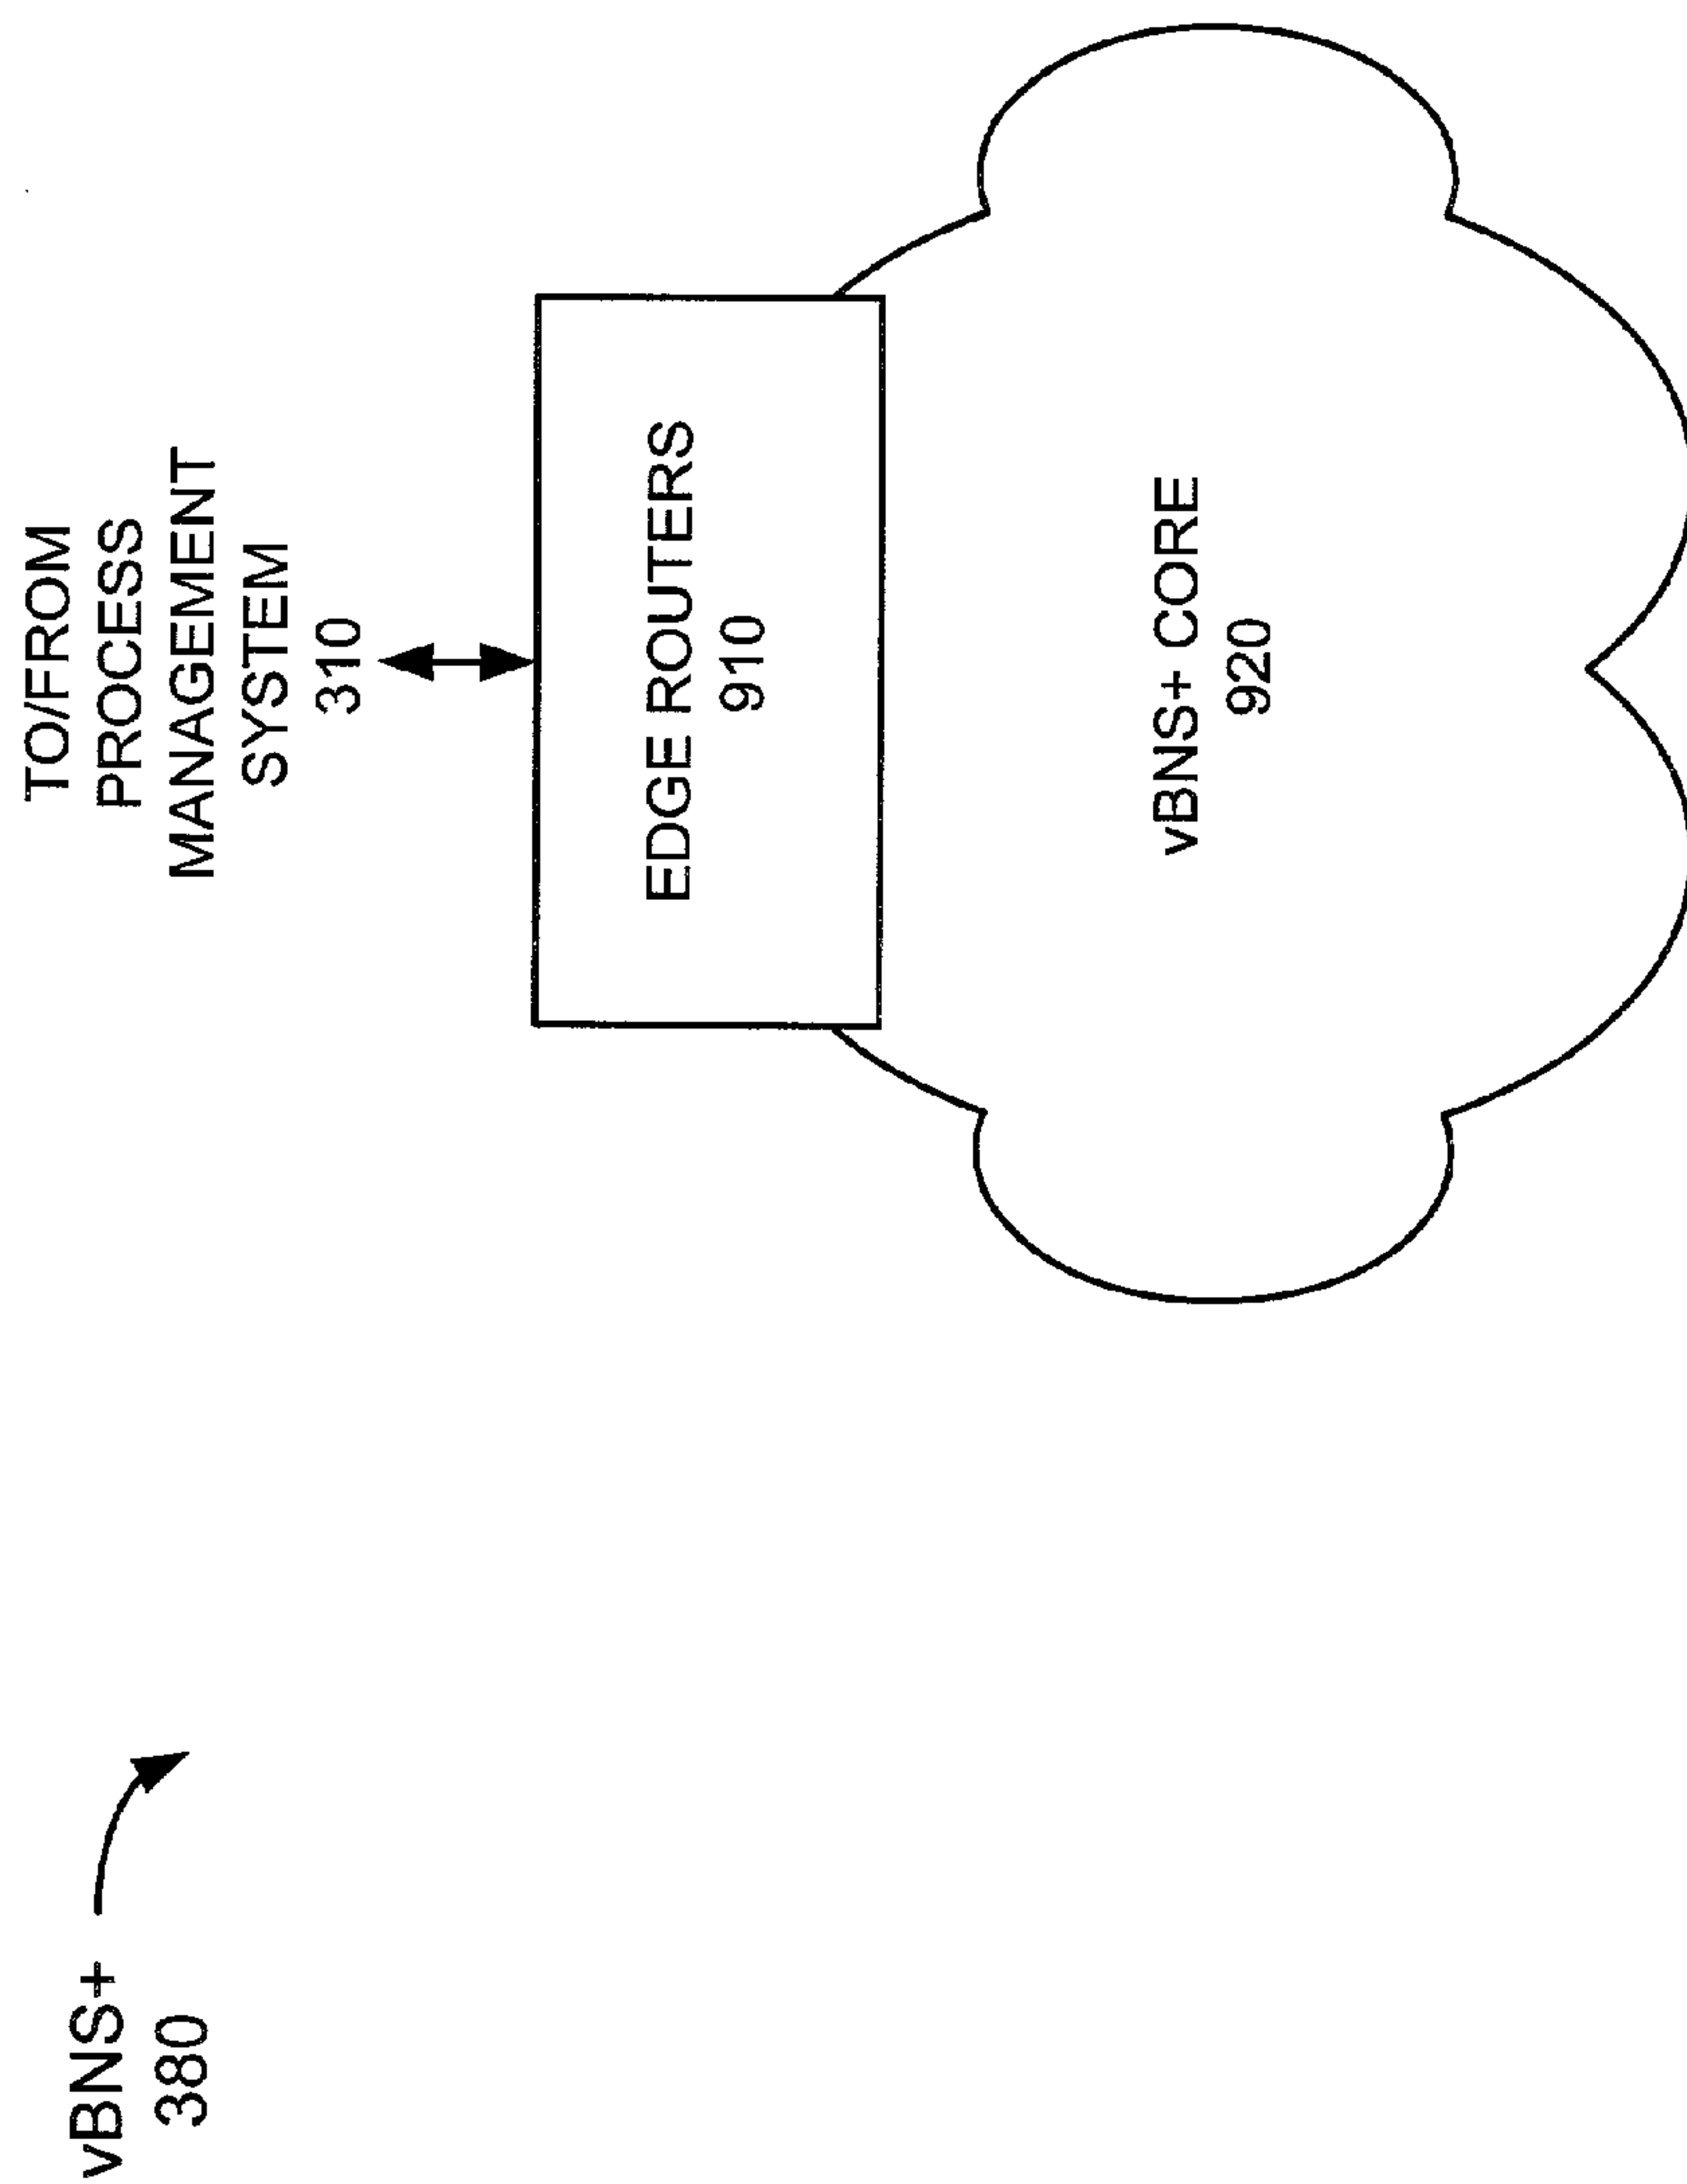 vBNS+
380
TO/FROM
PROCESS
MANAGEMENT
SYSTEM
310
EDGE ROUTERS
910
vBNS+ CORE
920